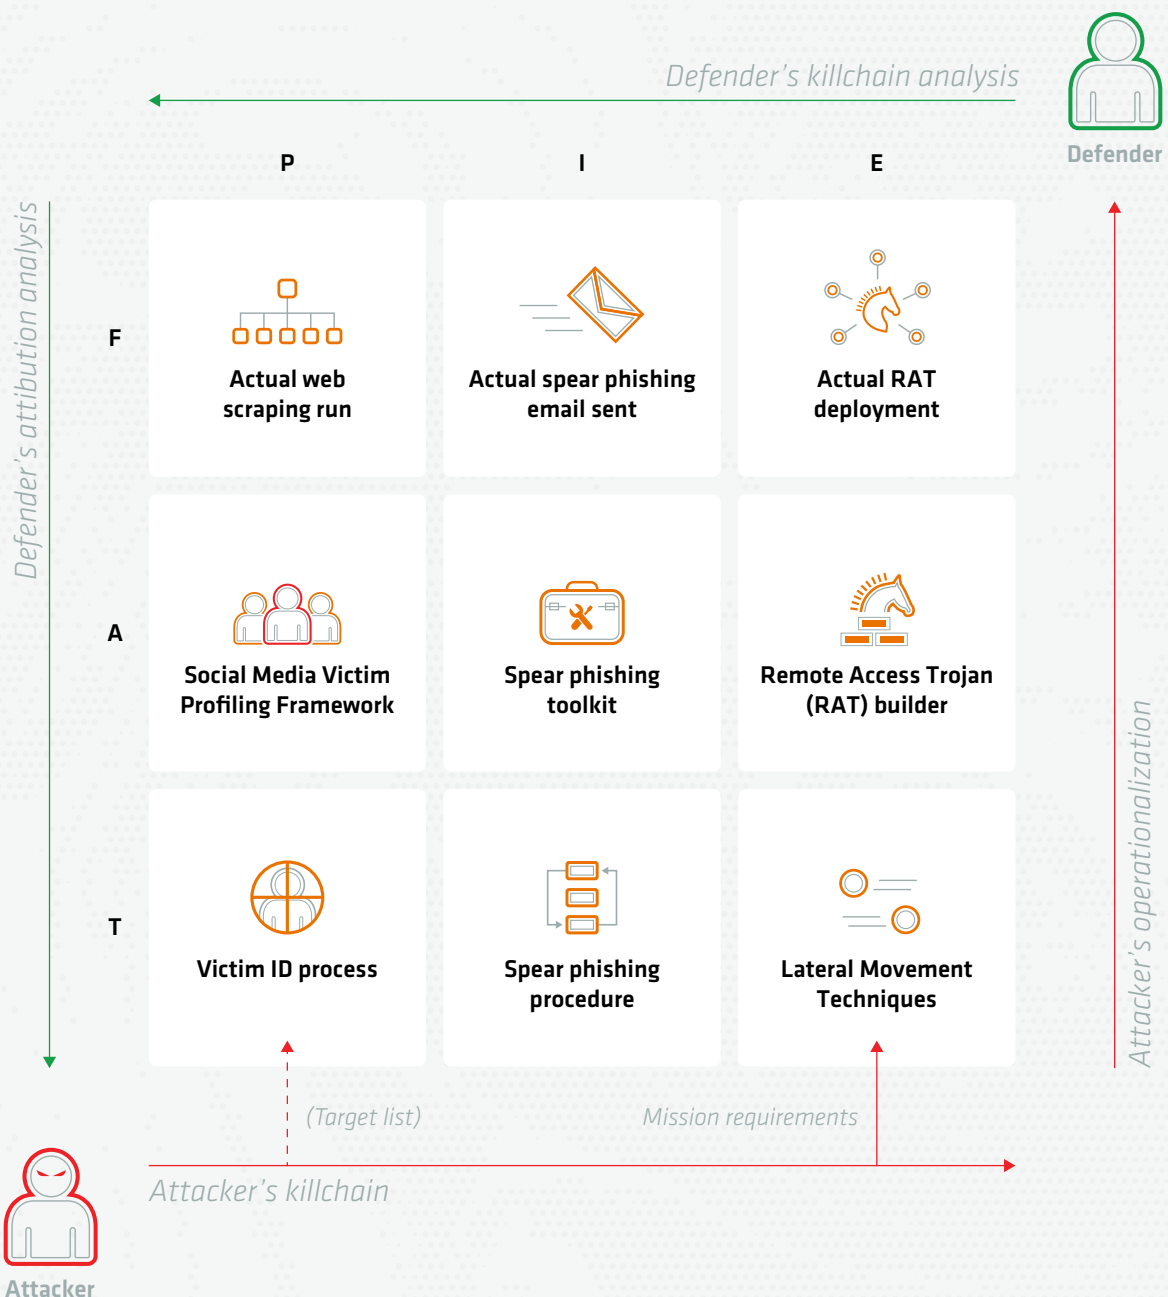 Defender's killchain analysis
Defender
P
I
E
Defender's attibution analysis
F
Actual web
scraping run
Actual spear phishing
email sent
Actual RAT
deployment
A
Social Media Victim
Profiling Framework
Spear phishing
toolkit
Remote Access Trojan
(RAT) builder
Attacker's operationalization
T
Victim ID process
Spear phishing
procedure
Lateral Movement
Techniques
(Target list)
Mission requirements
Attacker's killchain
Attacker